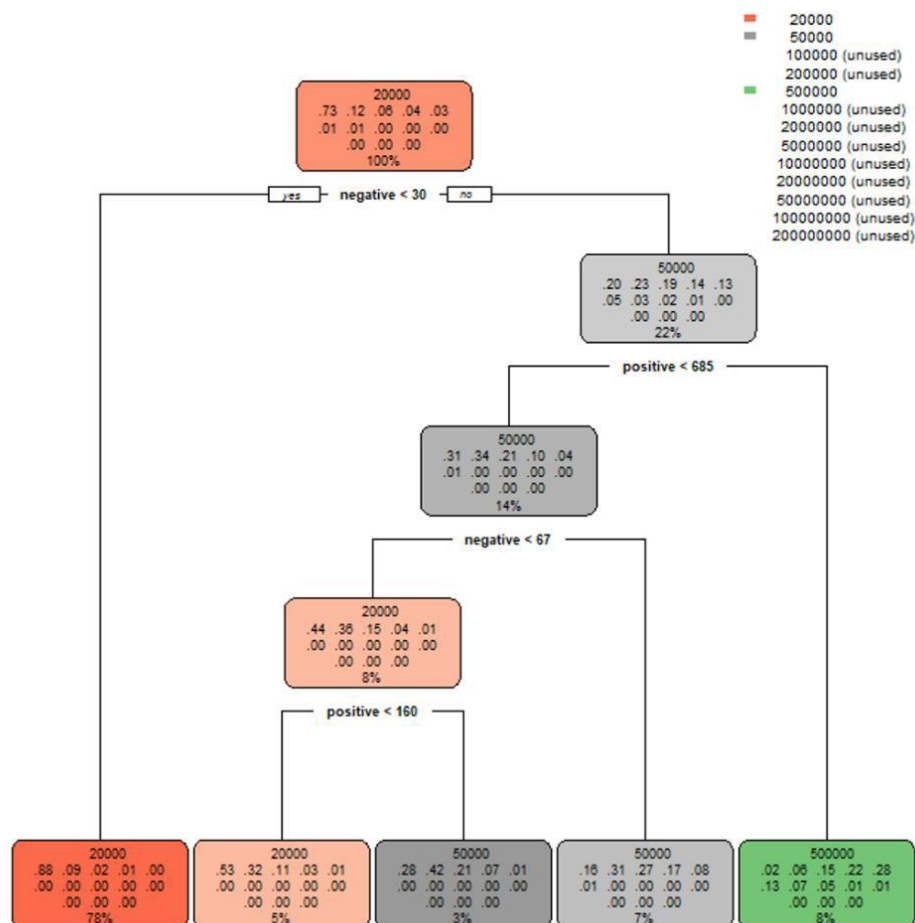 20000
50000
100000 (unused)
200000 (unused)
500000
1000000 (unused)
2000000 (unused)
5000000 (unused)
10000000 (unused)
20000000 (unused)
50000000 (unused)
100000000 (unused)
200000000 (unused)
20000
.73 .12 .06 .04 .03
.01 .01 .00 .00 .00
.00 .00 .00
100%
yes negative < 30 no
50000
.20 .23 .19 .14 .13
.05 .03 .02 .01 .00
.00 .00 .00
22%
positive < 685
50000
.31 .34 .21 .10 .04
.01 .00 .00 .00 .00
.00 .00 .00
14%
negative < 67
20000
.44 .36 .15 .04 .01
.00 .00 .00 .00 .00
.00 .00 .00
8%
positive < 160
20000
.88 .09 .02 .01 .00
.00 .00 .00 .00 .00
.00 .00 .00
78%
20000
.53 .32 .11 .03 .01
.00 .00 .00 .00 .00
.00 .00 .00
5%
50000
.28 .42 .21 .07 .01
.00 .00 .00 .00 .00
.00 .00 .00
3%
50000
.16 .31 .27 .17 .08
.01 .00 .00 .00 .00
.00 .00 .00
7%
500000
.02 .06 .15 .22 .28
.13 .07 .05 .01 .01
.00 .00 .00
8%